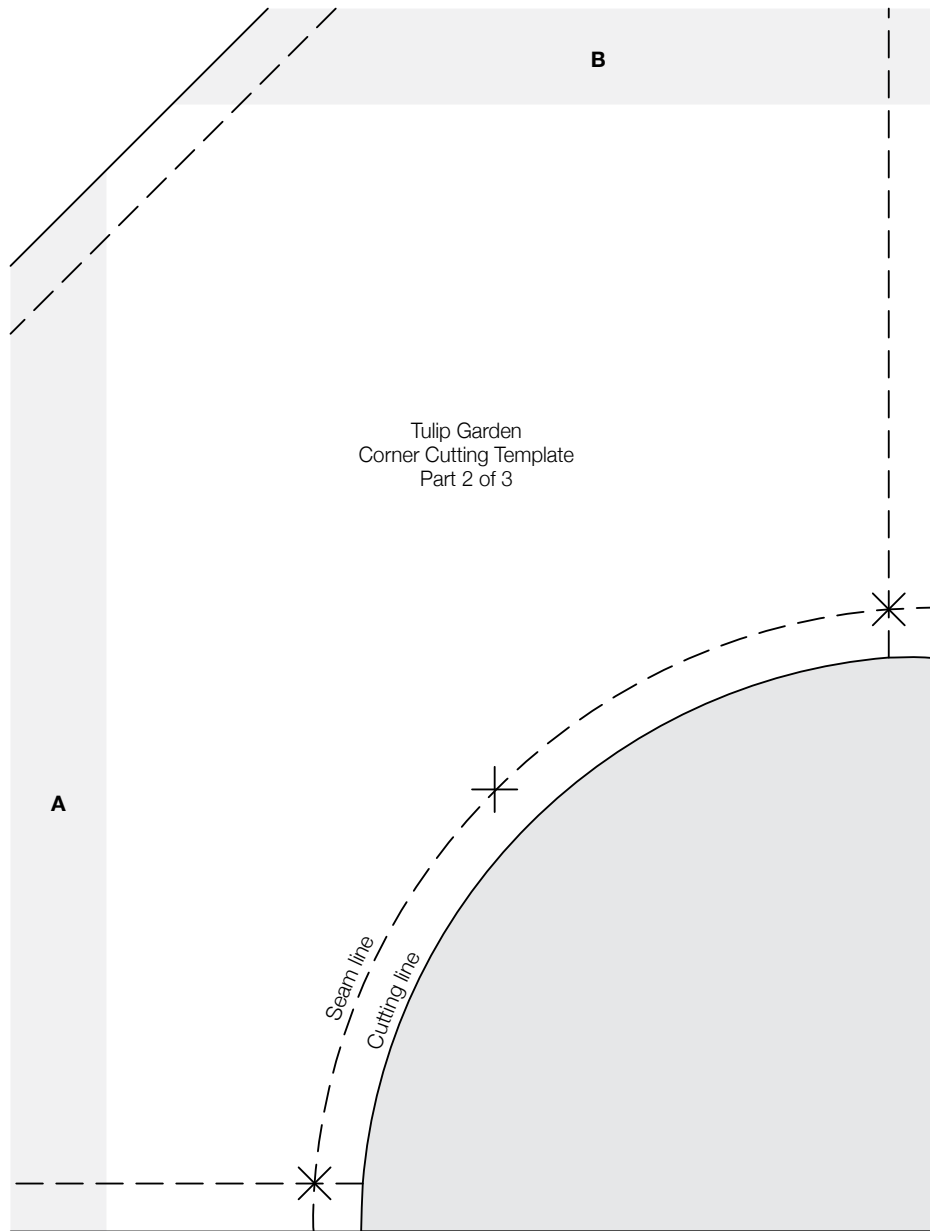 B
Tulip Garden
Corner Cutting Template
Part 2 of 3
A
Seam line
Cutting line